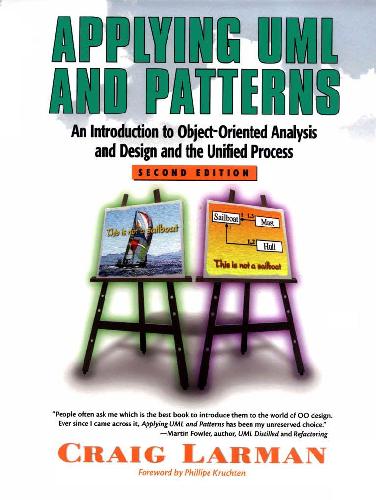 APPLYING UML
AND PATTERNS
An Introduction to Object-Oriented Analysis
and Design and the Unified Process
SECOND EDITION
This is not a sailboat
Sailboat
Mast
Hull
This is not a sailboat
"People often ask me which is the best book to introduce them to the world of OO design.
Ever since I came across it, Applying UML and Patterns has been my unreserved choice."
—Martin Fowler, author, UML Distilled and Refactoring
CRAIG LARMAN
Foreword by Phillipe Kruchten